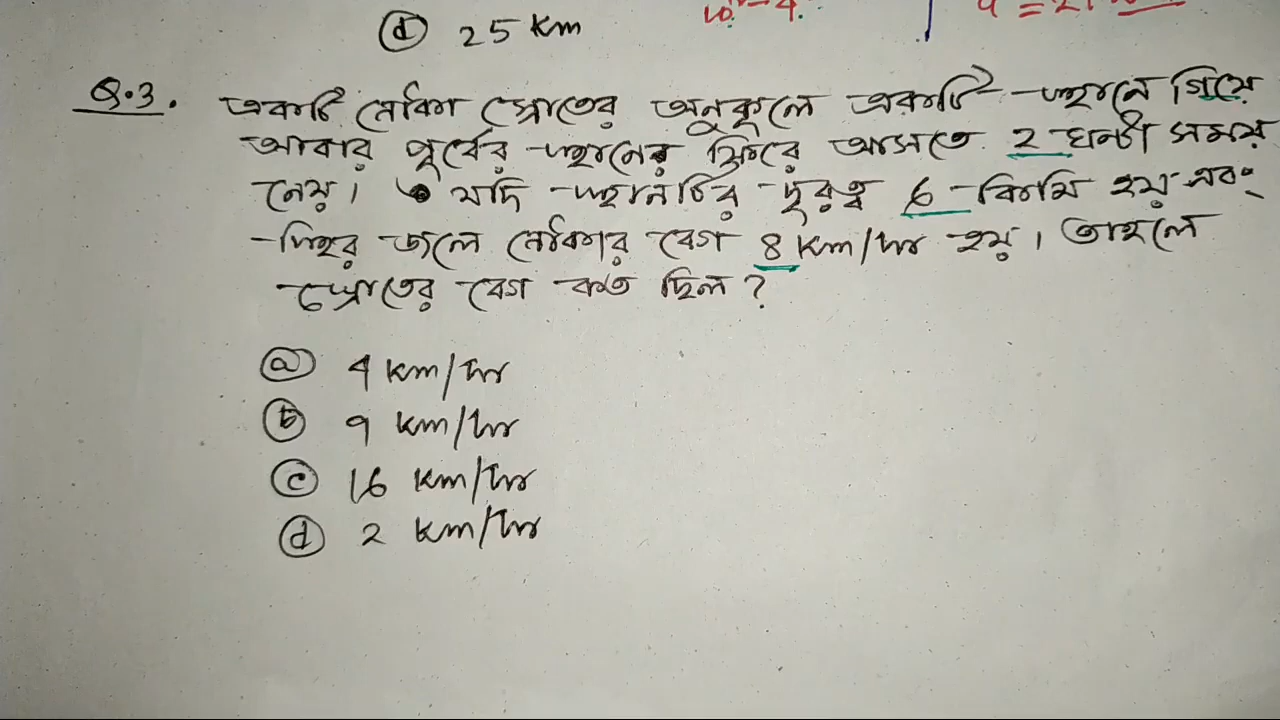 (d) 25 km
Q.3. একটি নৌকা স্রোতের অনুকূলে একটি স্থানে গিয়ে
আবার পূর্বের স্থানের ফিরে আসতে 2 ঘন্টা সময়
নেয়। যদি স্থানটির দূরত্ব 6 কিমি হয় এবং
স্থির জলে নৌকার বেগ 8 km/hr হয়। তাহলে
স্রোতের বেগ কত ছিল?
(a) 4 km/hr
(b) 9 km/hr
(c) 16 km/hr
(d) 2 km/hr